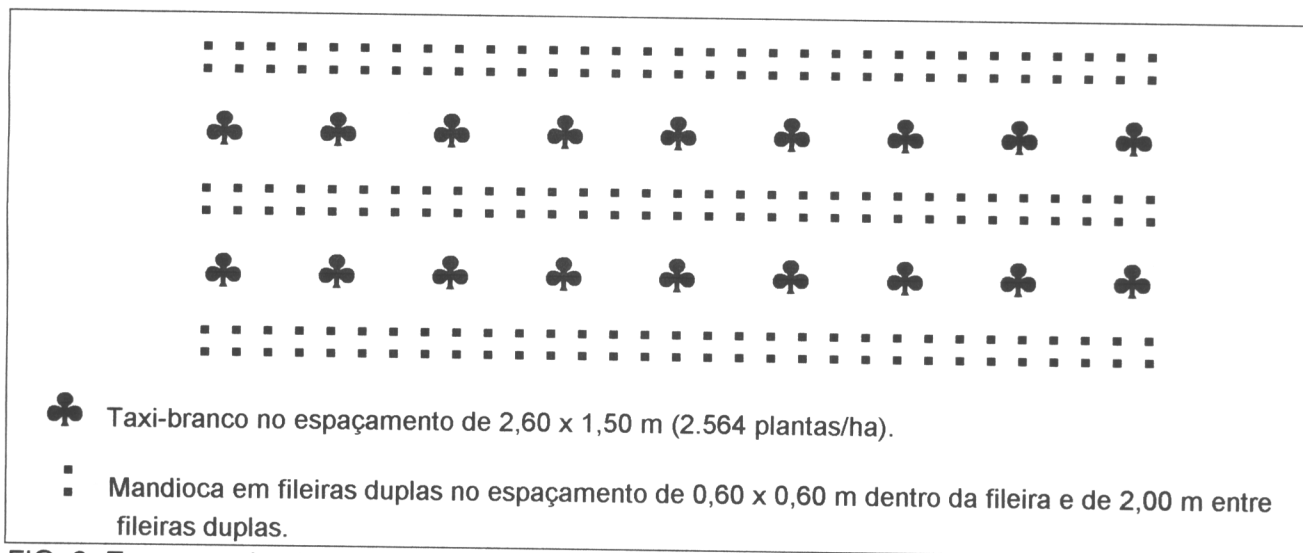 Taxi-branco no espaçamento de 2,60 x 1,50 m (2.564 plantas/ha).
Mandioca em fileiras duplas no espaçamento de 0,60 x 0,60 m dentro da fileira e de 2,00 m entre
fileiras duplas.